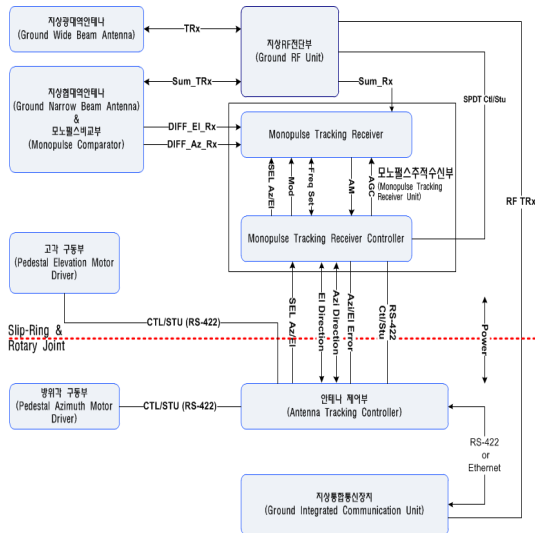 지상광대역안테나
(Ground Wide Beam Antenna)
TRx
지상RF전단부
(Ground RF Unit)
지상협대역안테나
(Ground Narrow Beam Antenna)
&
모노펄스비교부
(Monopulse Comparator)
Sum_TRx
Sum_Rx
SPDT Ctl/Stu
DIFF_El_Rx
DIFF_Az_Rx
Monopulse Tracking Receiver
SEL Az/El
Mod
Freq Set
AM
AGC
모노펄스추적수신부
(Monopulse Tracking
Receiver Unit)
RF TRx
Monopulse Tracking Receiver Controller
고각 구동부
(Pedestal Elevation Motor
Driver)
CTL/STU (RS-422)
SEL Az/El
El Direction
Azi Direction
Azi/El Error
RS-422
Ctl/Stu
Power
Slip-Ring &
Rotary Joint
방위각 구동부
(Pedestal Azimuth Motor
Driver)
CTL/STU (RS-422)
안테나 제어부
(Antenna Tracking Controller)
RS-422
or
Ethernet
지상통합통신장치
(Ground Integrated Communication Unit)